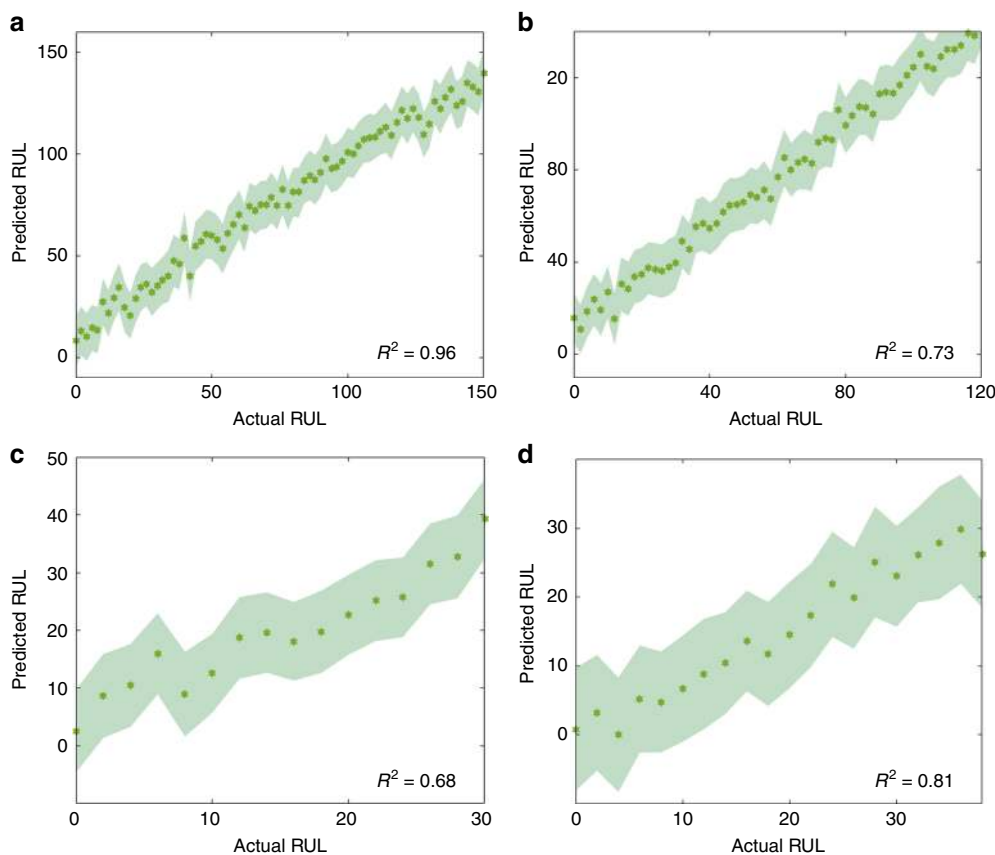 a
150
100
50
0
Predicted RUL
R² = 0.96
0 50 100 150
Actual RUL
b
20
80
40
0
Predicted RUL
R² = 0.73
0 40 80 120
Actual RUL
c
50
40
30
20
10
0
Predicted RUL
R² = 0.68
0 10 20 30
Actual RUL
d
30
20
10
0
Predicted RUL
R² = 0.81
0 10 20 30
Actual RUL